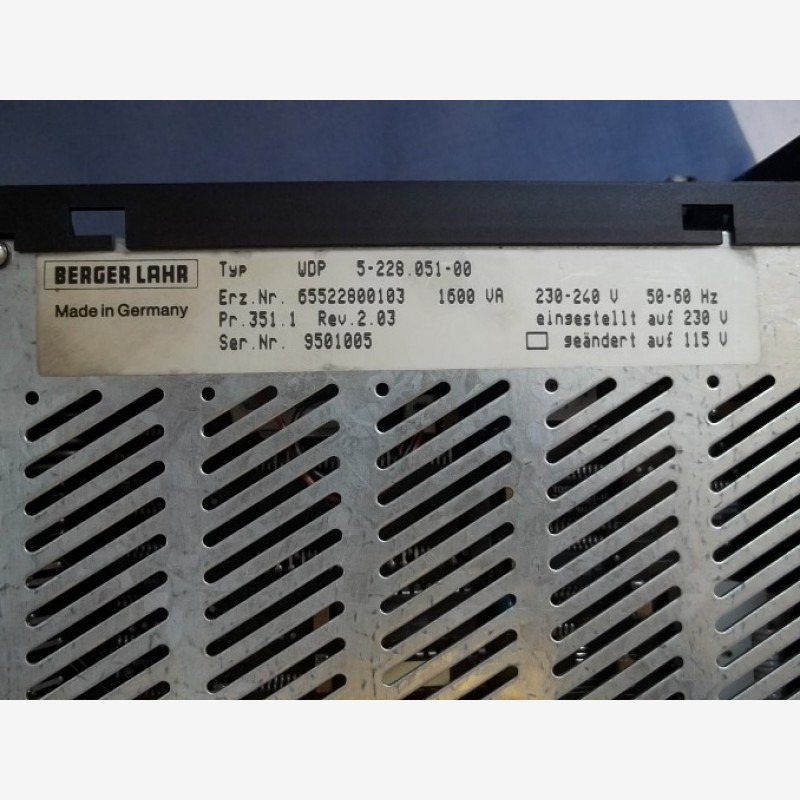 BERGER LAHR
Made in Germany
Typ WDP 5-228.051-00
Erz.Nr. 65522800103 1600 VA 230-240 V 50-60 Hz
Pr.351.1 Rev.2.03 eingestellt auf 230 V
Ser.Nr. 9501005 geändert auf 115 V